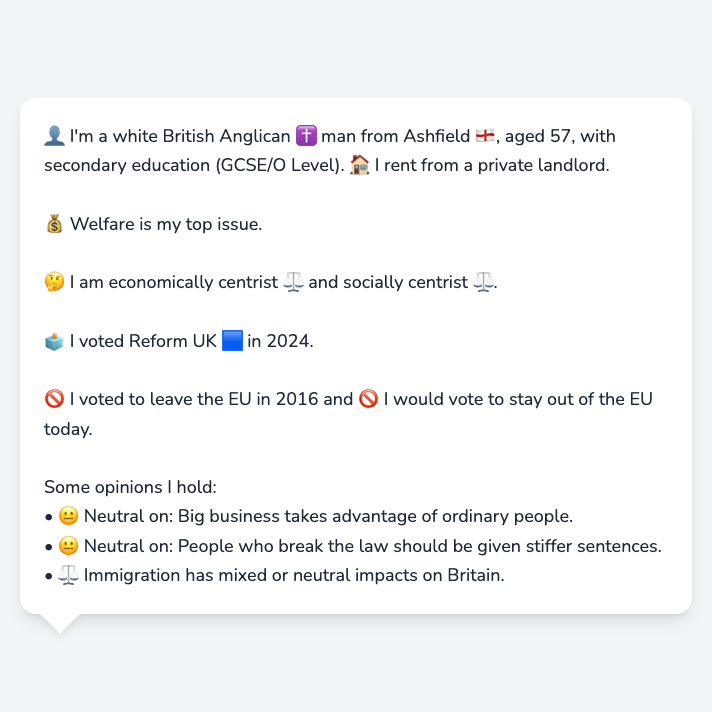 👤 I'm a white British Anglican ✝️ man from Ashfield 🏴󠁧󠁢󠁥󠁮󠁧󠁿, aged 57, with
secondary education (GCSE/O Level). 🏠 I rent from a private landlord.
💰 Welfare is my top issue.
🤔 I am economically centrist ⚖️ and socially centrist ⚖️.
🗳️ I voted Reform UK 🟦 in 2024.
🚫 I voted to leave the EU in 2016 and 🚫 I would vote to stay out of the EU
today.
Some opinions I hold:
• 😐 Neutral on: Big business takes advantage of ordinary people.
• 😐 Neutral on: People who break the law should be given stiffer sentences.
• ⚖️ Immigration has mixed or neutral impacts on Britain.